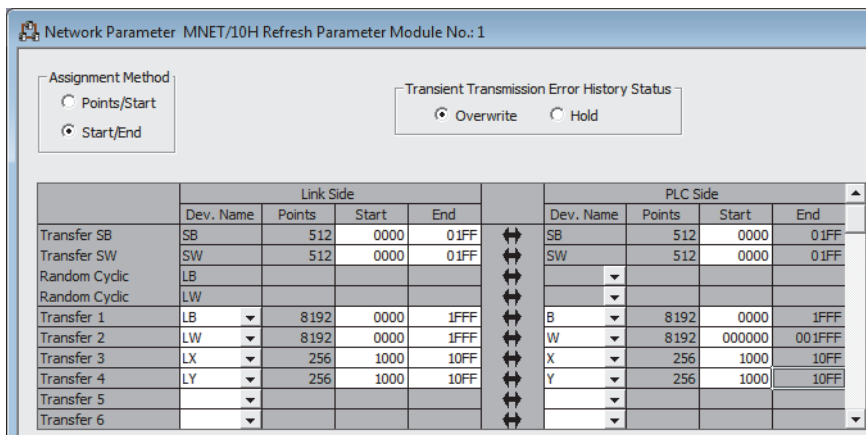 Network Parameter MNET/10H Refresh Parameter Module No.: 1
Assignment Method
Points/Start
Start/End
Transient Transmission Error History Status
Overwrite Hold
Link Side PLC Side
Dev. Name Points Start End Dev. Name Points Start End
Transfer SB SB 512 0000 01FF SB 512 0000 01FF
Transfer SW SW 512 0000 01FF SW 512 0000 01FF
Random Cyclic LB
Random Cyclic LW
Transfer 1 LB 8192 0000 1FFF B 8192 0000 1FFF
Transfer 2 LW 8192 0000 1FFF W 8192 000000 001FFF
Transfer 3 LX 256 1000 10FF X 256 1000 10FF
Transfer 4 LY 256 1000 10FF Y 256 1000 10FF
Transfer 5
Transfer 6